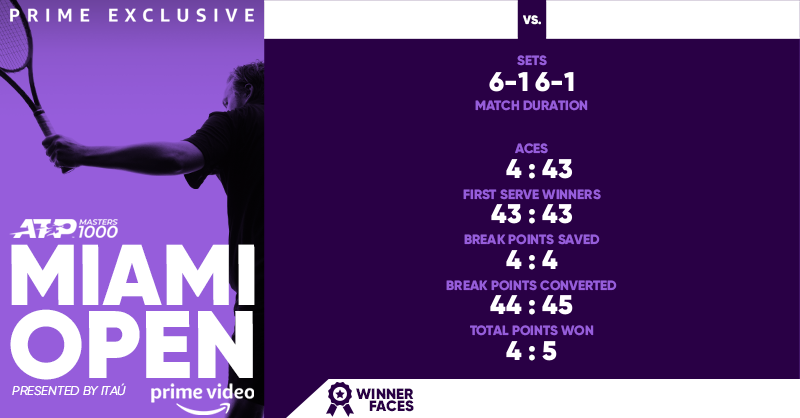 PRIME EXCLUSIVE
ATP MASTERS
1000
MIAMI
OPEN
PRESENTED BY ITAÚ
prime video
vs.
SETS
6-1 6-1
MATCH DURATION
ACES
4 : 43
FIRST SERVE WINNERS
43 : 43
BREAK POINTS SAVED
4 : 4
BREAK POINTS CONVERTED
44 : 45
TOTAL POINTS WON
4 : 5
WINNER
FACES